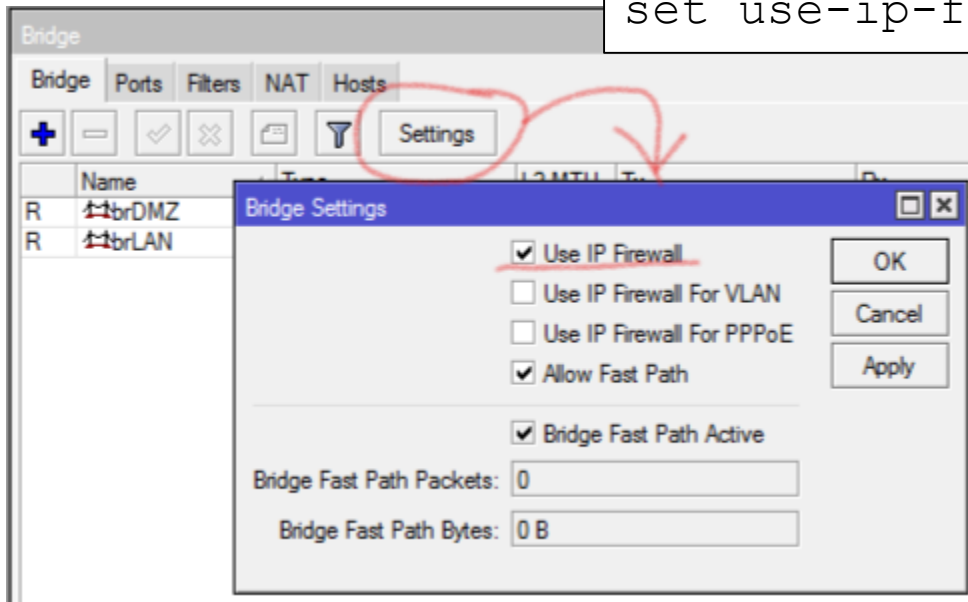 set use-ip-f
Bridge
Bridge Ports Filters NAT Hosts
Settings
Name L2 MTU
R brDMZ
R brLAN
Bridge Settings
Use IP Firewall
Use IP Firewall For VLAN
Use IP Firewall For PPPoE
Allow Fast Path
Bridge Fast Path Active
Bridge Fast Path Packets: 0
Bridge Fast Path Bytes: 0 B
OK
Cancel
Apply